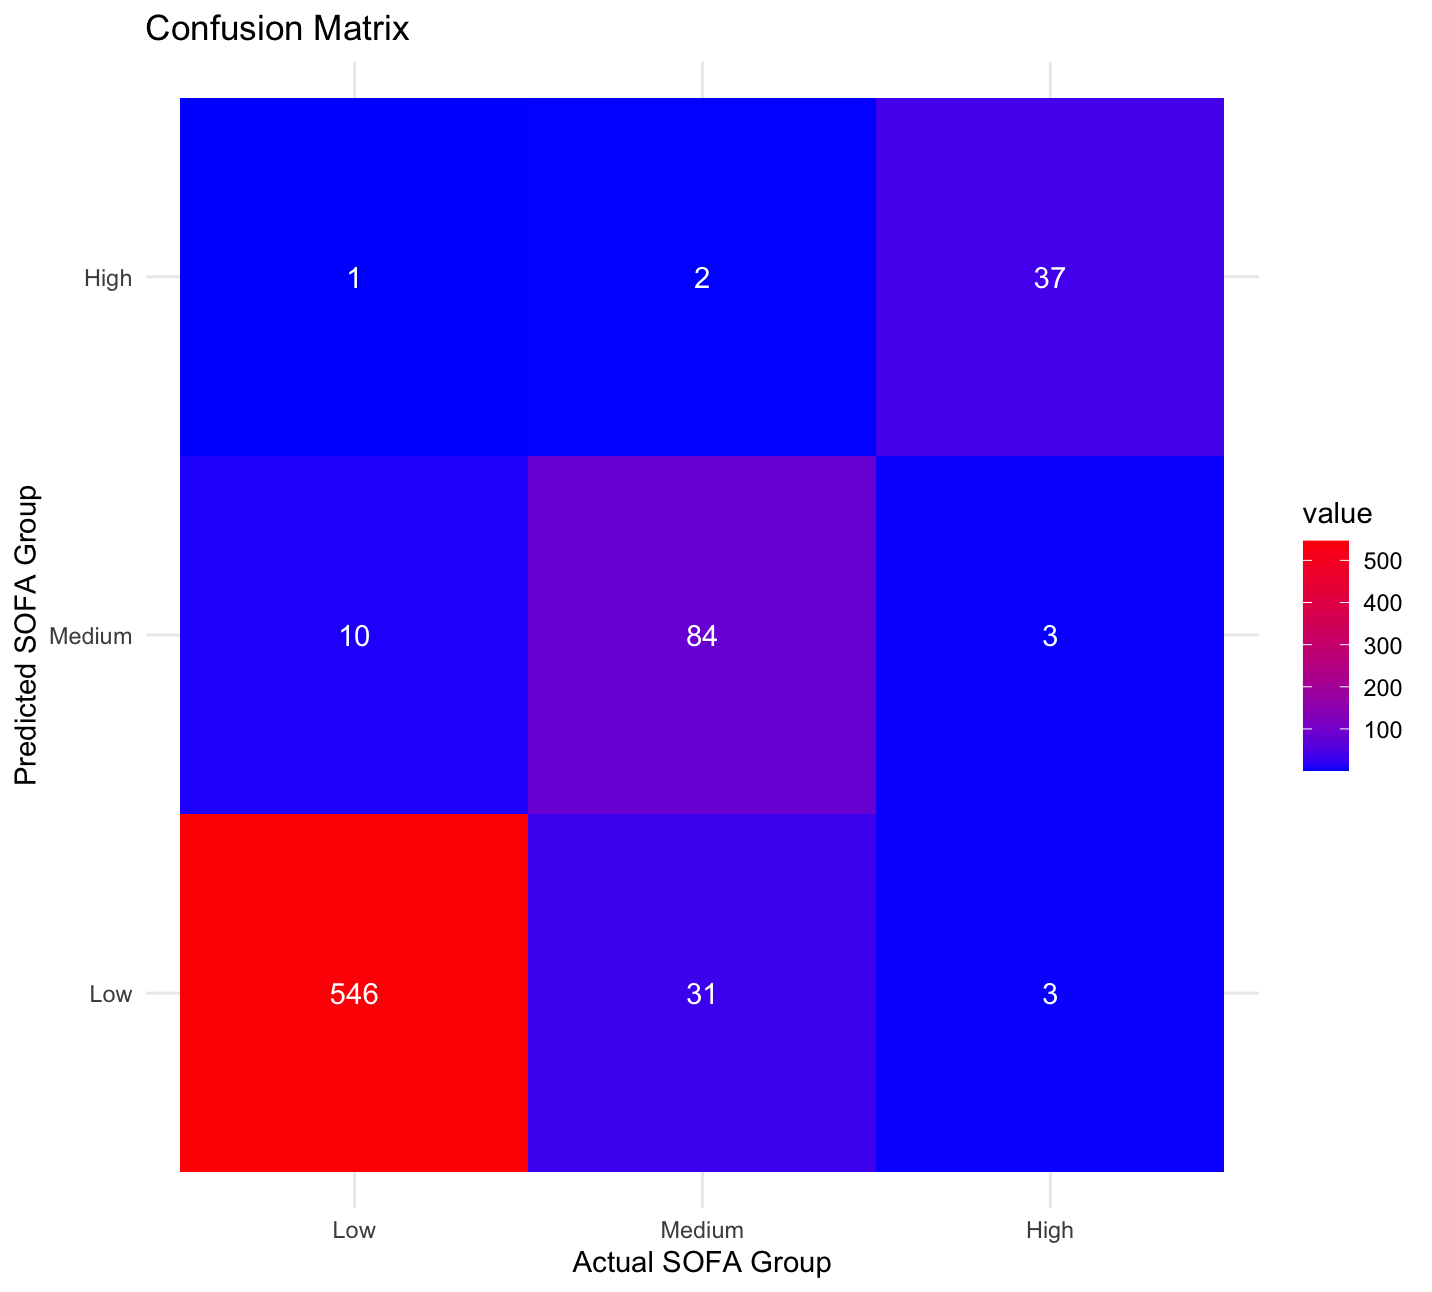 Confusion Matrix
Predicted SOFA Group
High
Medium
Low
1 2 37
10 84 3
546 31 3
Low Medium High
Actual SOFA Group
value
500
400
300
200
100